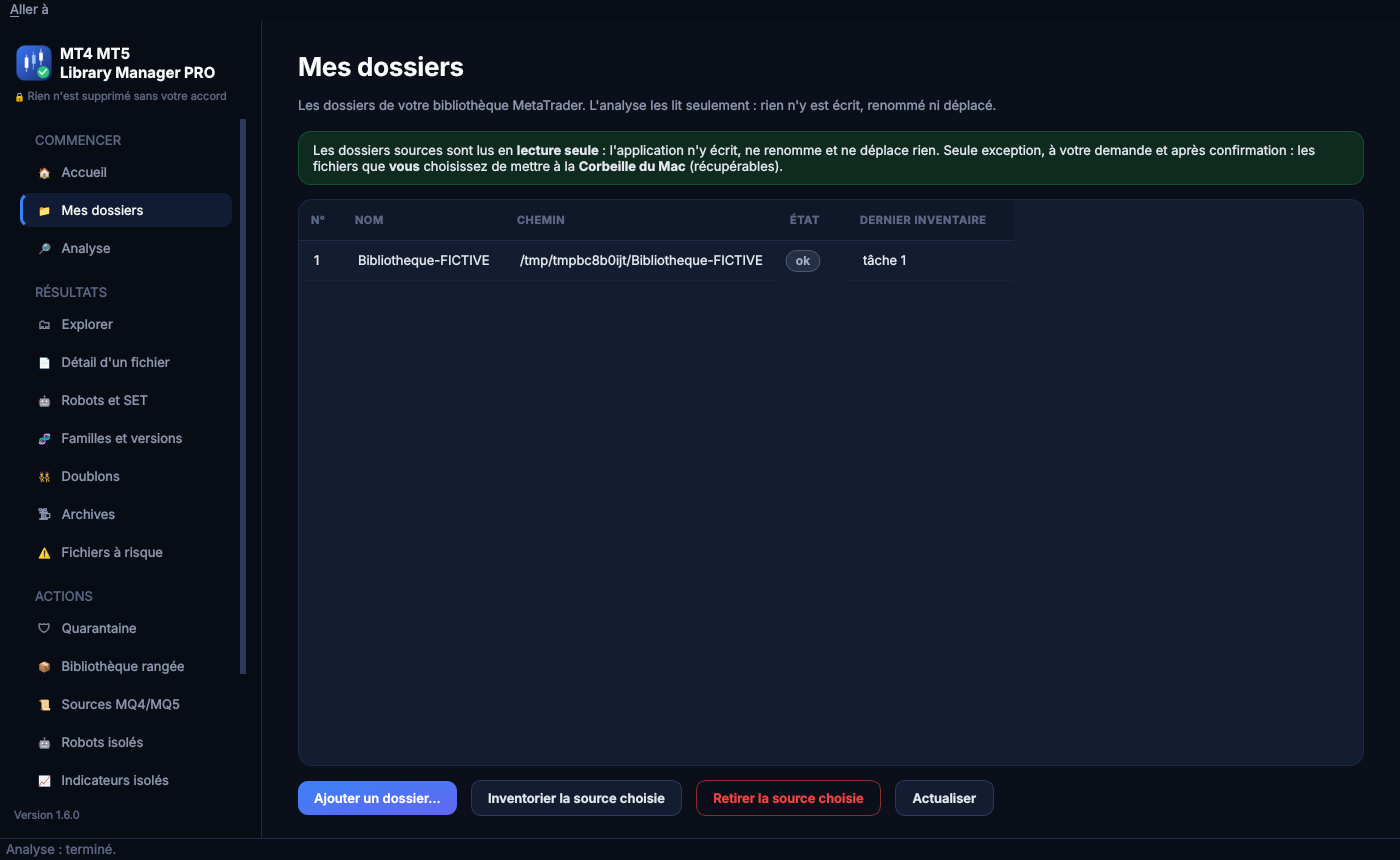 Aller à
MT4 MT5
Library Manager PRO
Rien n'est supprimé sans votre accord
COMMENCER
Accueil
Mes dossiers
Analyse
RÉSULTATS
Explorer
Détail d'un fichier
Robots et SET
Familles et versions
Doublons
Archives
Fichiers à risque
ACTIONS
Quarantaine
Bibliothèque rangée
Sources MQ4/MQ5
Robots isolés
Indicateurs isolés
Version 1.6.0
Mes dossiers
Les dossiers de votre bibliothèque MetaTrader. L'analyse les lit seulement : rien n'y est écrit, renommé ni déplacé.
Les dossiers sources sont lus en lecture seule : l'application n'y écrit, ne renomme et ne déplace rien. Seule exception, à votre demande et après confirmation : les
fichiers que vous choisissez de mettre à la Corbeille du Mac (récupérables).
N° NOM CHEMIN ÉTAT DERNIER INVENTAIRE
1 Bibliotheque-FICTIVE /tmp/tmpbc8b0ijt/Bibliotheque-FICTIVE ok tâche 1
Ajouter un dossier... Inventorier la source choisie Retirer la source choisie Actualiser
Analyse : terminé.